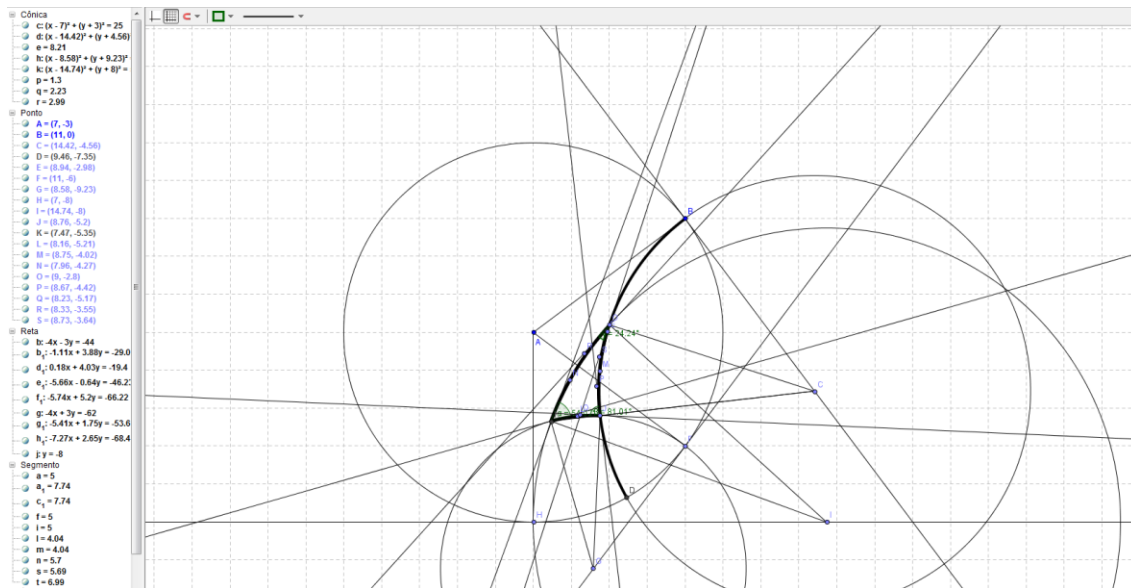 Cônica
c: (x - 7)² + (y + 3)² = 25
d: (x - 14.42)² + (y + 4.56)
e = 8.21
h: (x - 8.58)² + (y + 9.23)²
k: (x - 14.74)² + (y + 8)² =
p = 1.3
q = 2.23
r = 2.99
Ponto
A = (7, -3)
B = (11, 0)
C = (14.42, -4.56)
D = (9.46, -7.35)
E = (8.94, -2.98)
F = (11, -6)
G = (8.58, -9.23)
H = (7, -8)
I = (14.74, -8)
J = (8.76, -5.2)
K = (7.47, -5.35)
L = (8.16, -5.21)
M = (8.75, -4.02)
N = (7.96, -4.27)
O = (9, -2.8)
P = (8.67, -4.42)
Q = (8.23, -5.17)
R = (8.33, -3.55)
S = (8.73, -3.64)
Reta
b: -4x - 3y = -44
b₁: -1.11x + 3.88y = -29.0
d₁: 0.18x + 4.03y = -19.4
e₁: -5.66x - 0.64y = -46.2
f₁: -5.74x + 5.2y = -66.22
g: -4x + 3y = -62
g₁: -5.41x + 1.75y = -53.6
h₁: -7.27x + 2.65y = -68.4
j: y = -8
Segmento
a = 5
a₁ = 7.74
c₁ = 7.74
f = 5
i = 5
l = 4.04
m = 4.04
n = 5.7
s = 5.69
t = 6.99
B
A
24.24°
M
C
81.01°
D
H
I